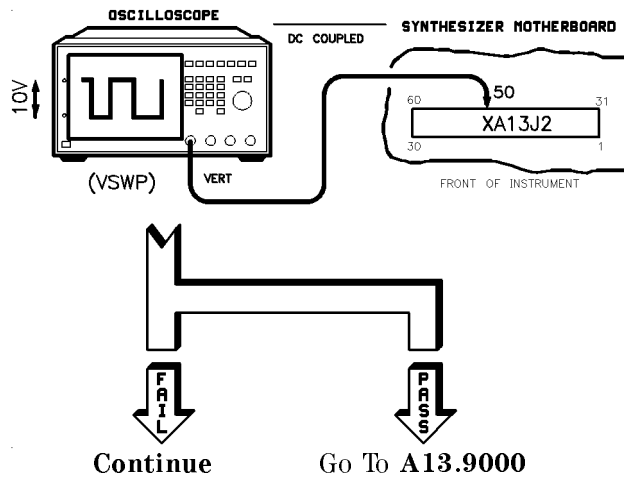 OSCILLOSCOPE
DC COUPLED
SYNTHESIZER MOTHERBOARD
10V
50
60
31
XA13J2
30
1
(VSWP)
VERT
FRONT OF INSTRUMENT
FAIL
PASS
Continue
Go To A13.9000